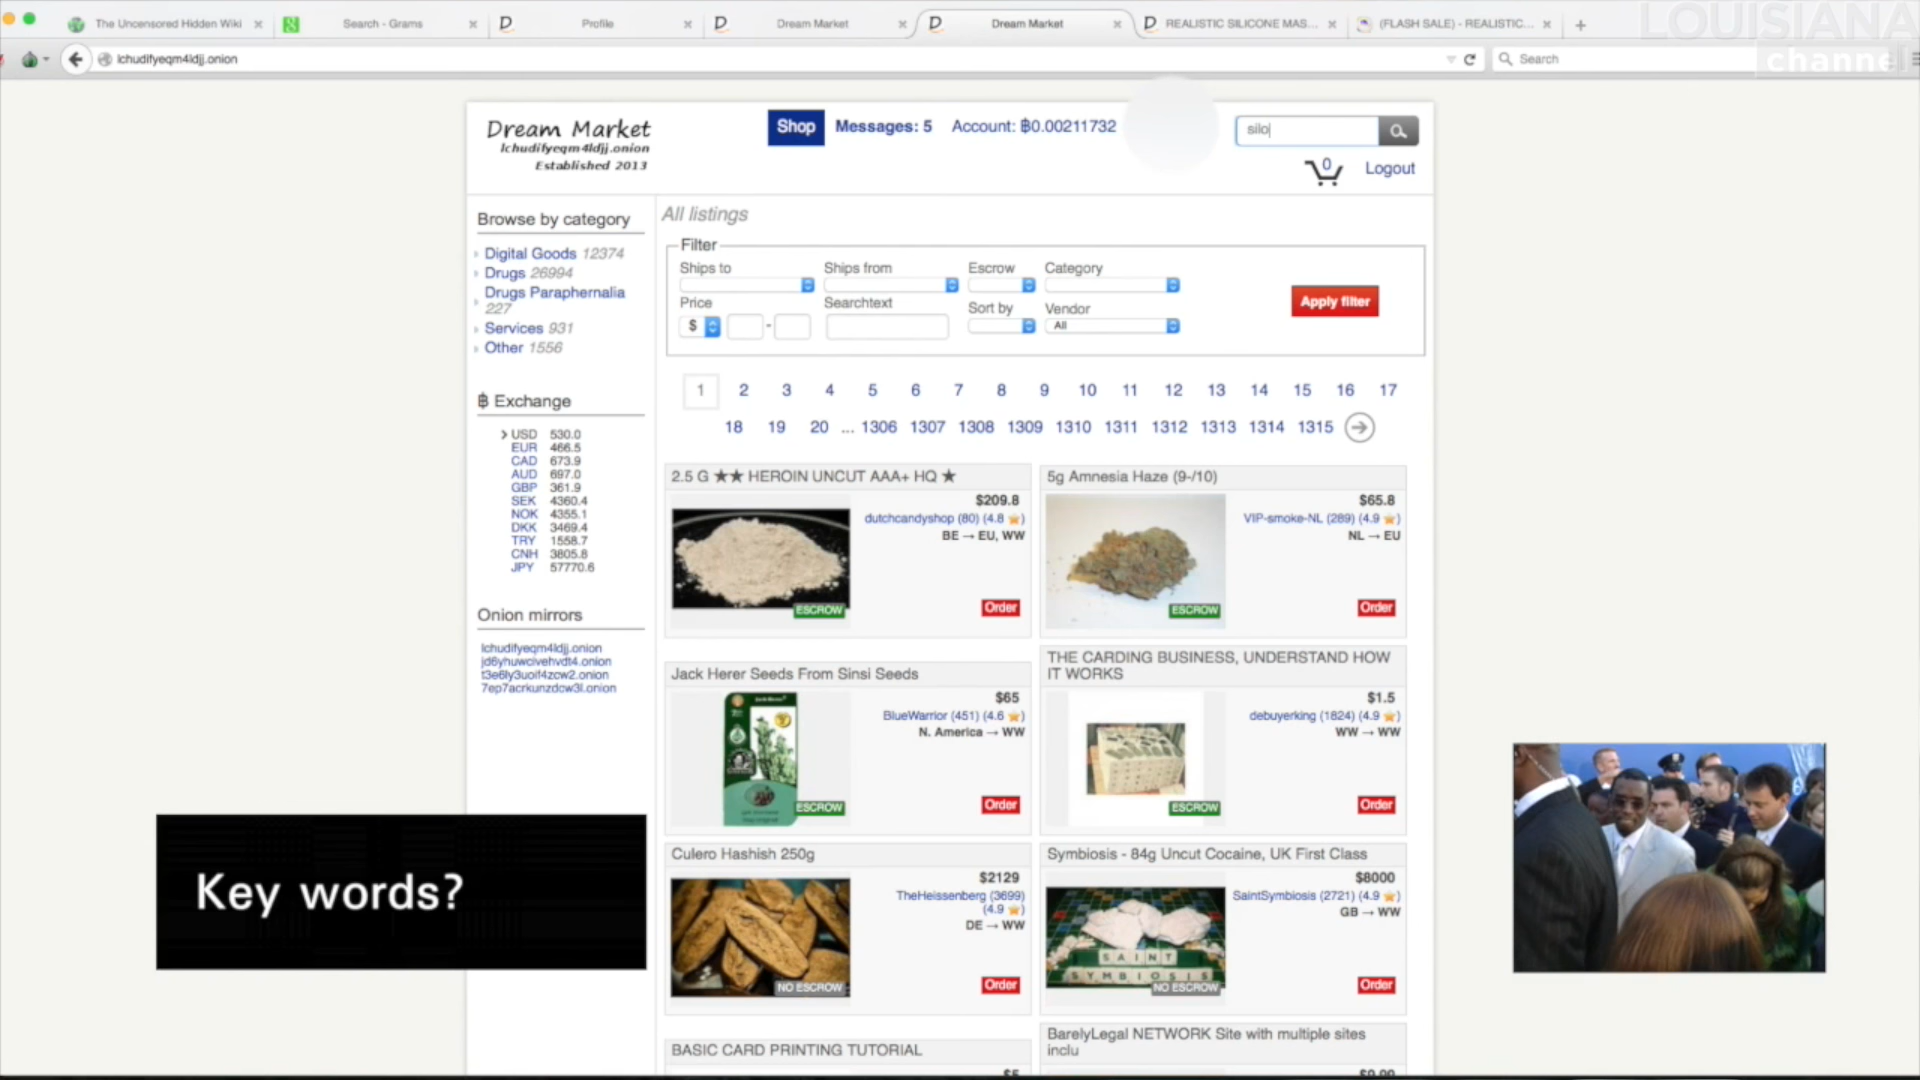 The Uncensored Hidden Wiki
Search - Grams
Profile
Dream Market
Dream Market
REALISTIC SILICONE MAS...
(FLASH SALE) - REALISTIC...
LOUISIANA
channel
lchudifyeqm4ldjj.onion
Search
Dream Market
lchudifyeqm4ldjj.onion
Established 2013
Shop
Messages: 5
Account: ฿0.00211732
silo
0
Logout
Browse by category
Digital Goods 12374
Drugs 26994
Drugs Paraphernalia
227
Services 931
Other 1556
฿ Exchange
USD 530.0
EUR 466.5
CAD 673.9
AUD 697.0
GBP 361.9
SEK 4360.4
NOK 4355.1
DKK 3469.4
TRY 1558.7
CNH 3805.8
JPY 57770.6
Onion mirrors
lchudifyeqm4ldjj.onion
jd6yhuwcivehvdt4.onion
t3e6ly3uoif4zcw2.onion
7ep7acrkunzdcw3l.onion
All listings
Filter
Ships to
Ships from
Escrow
Category
Price
Searchtext
Sort by
Vendor
$
-
All
Apply filter
1 2 3 4 5 6 7 8 9 10 11 12 13 14 15 16 17
18 19 20 ... 1306 1307 1308 1309 1310 1311 1312 1313 1314 1315
2.5 G ★★ HEROIN UNCUT AAA+ HQ ★
$209.8
dutchcandyshop (80) (4.8 ★)
BE → EU, WW
ESCROW
Order
5g Amnesia Haze (9-/10)
$65.8
VIP-smoke-NL (289) (4.9 ★)
NL → EU
ESCROW
Order
Jack Herer Seeds From Sinsi Seeds
$65
BlueWarrior (451) (4.6 ★)
N. America → WW
ESCROW
Order
THE CARDING BUSINESS, UNDERSTAND HOW
IT WORKS
$1.5
debuyerking (1824) (4.9 ★)
WW → WW
ESCROW
Order
Culero Hashish 250g
$2129
TheHeissenberg (3699)
(4.9 ★)
DE → WW
NO ESCROW
Order
Symbiosis - 84g Uncut Cocaine, UK First Class
$8000
SaintSymbiosis (2721) (4.9 ★)
GB → WW
SAINT
SYMBIOSIS
NO ESCROW
Order
BASIC CARD PRINTING TUTORIAL
$5
BarelyLegal NETWORK Site with multiple sites
inclu
$9.99
Key words?